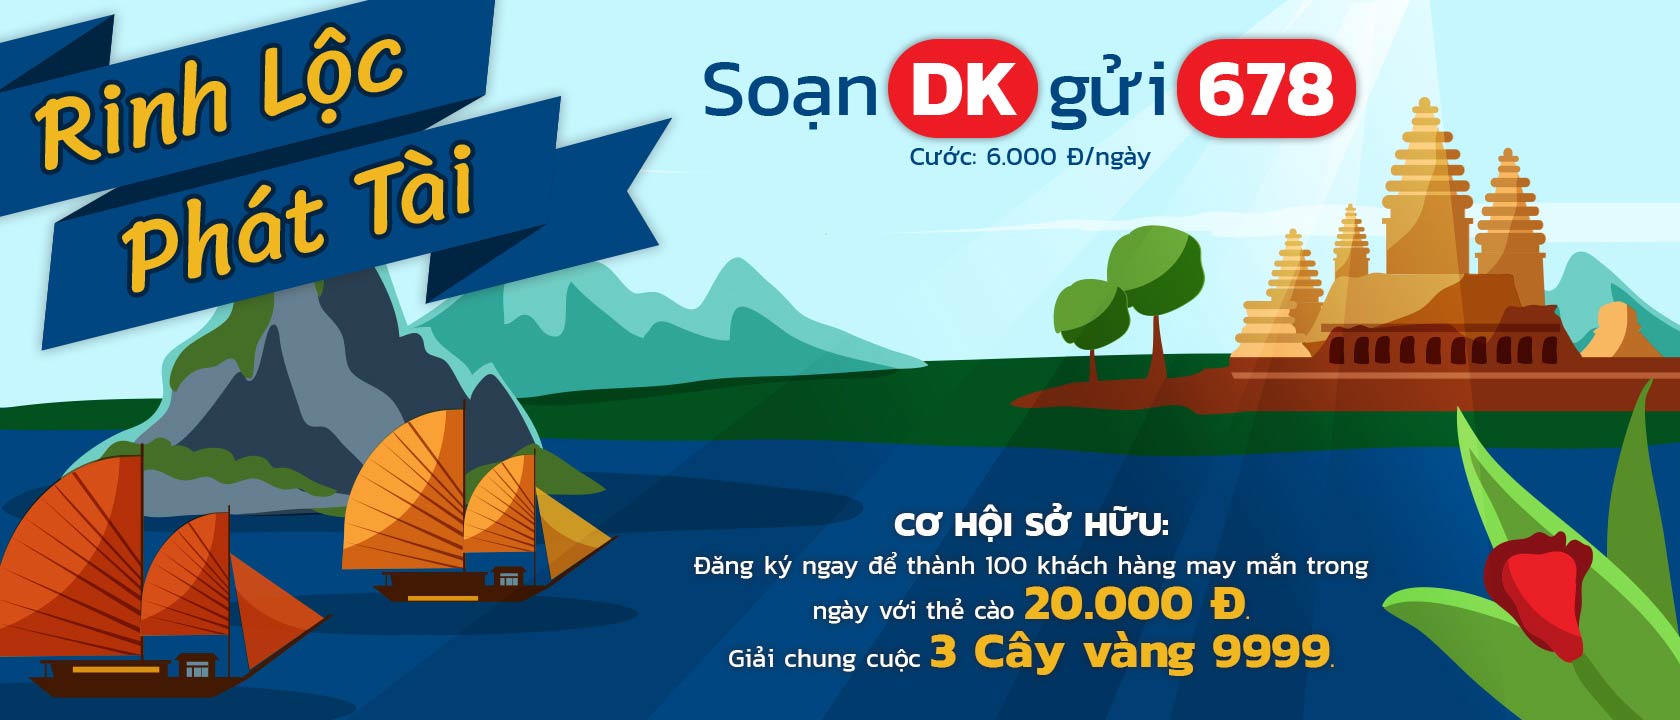 Rinh Lộc
Phát Tài
Soạn DK gửi 678
Cước: 6.000 Đ/ngày
CƠ HỘI SỞ HỮU:
Đăng ký ngay để thành 100 khách hàng may mắn trong
ngày với thẻ cào 20.000 Đ.
Giải chung cuộc 3 Cây vàng 9999.